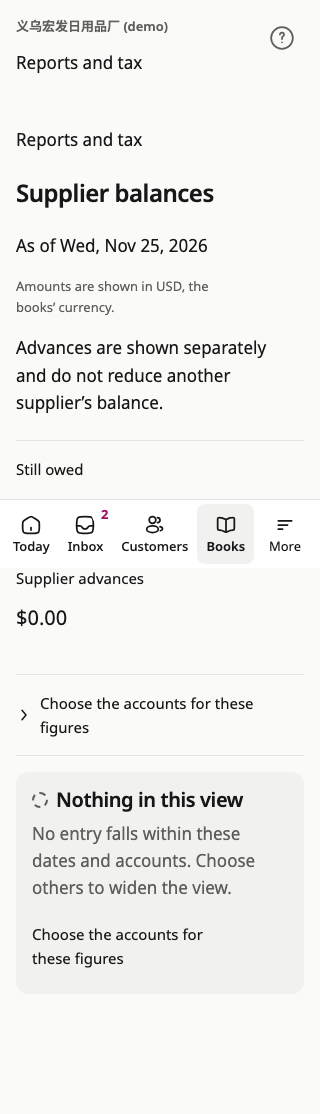 义乌宏发日用品厂 (demo)
Reports and tax
Reports and tax
Supplier balances
As of Wed, Nov 25, 2026
Amounts are shown in USD, the
books’ currency.
Advances are shown separately
and do not reduce another
supplier’s balance.
Still owed
Today
Inbox
2
Customers
Books
More
Supplier advances
$0.00
Choose the accounts for these
figures
Nothing in this view
No entry falls within these
dates and accounts. Choose
others to widen the view.
Choose the accounts for
these figures